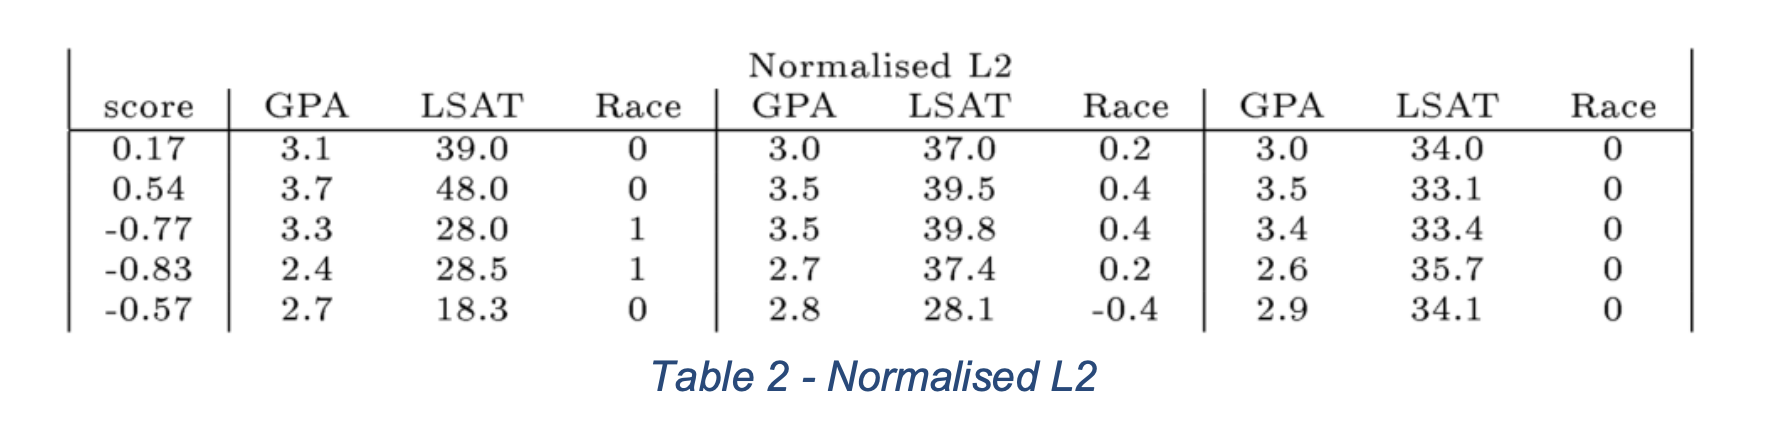 Normalised L2
score GPA LSAT Race GPA LSAT Race GPA LSAT Race
0.17 3.1 39.0 0 3.0 37.0 0.2 3.0 34.0 0
0.54 3.7 48.0 0 3.5 39.5 0.4 3.5 33.1 0
-0.77 3.3 28.0 1 3.5 39.8 0.4 3.4 33.4 0
-0.83 2.4 28.5 1 2.7 37.4 0.2 2.6 35.7 0
-0.57 2.7 18.3 0 2.8 28.1 -0.4 2.9 34.1 0
Table 2 - Normalised L2